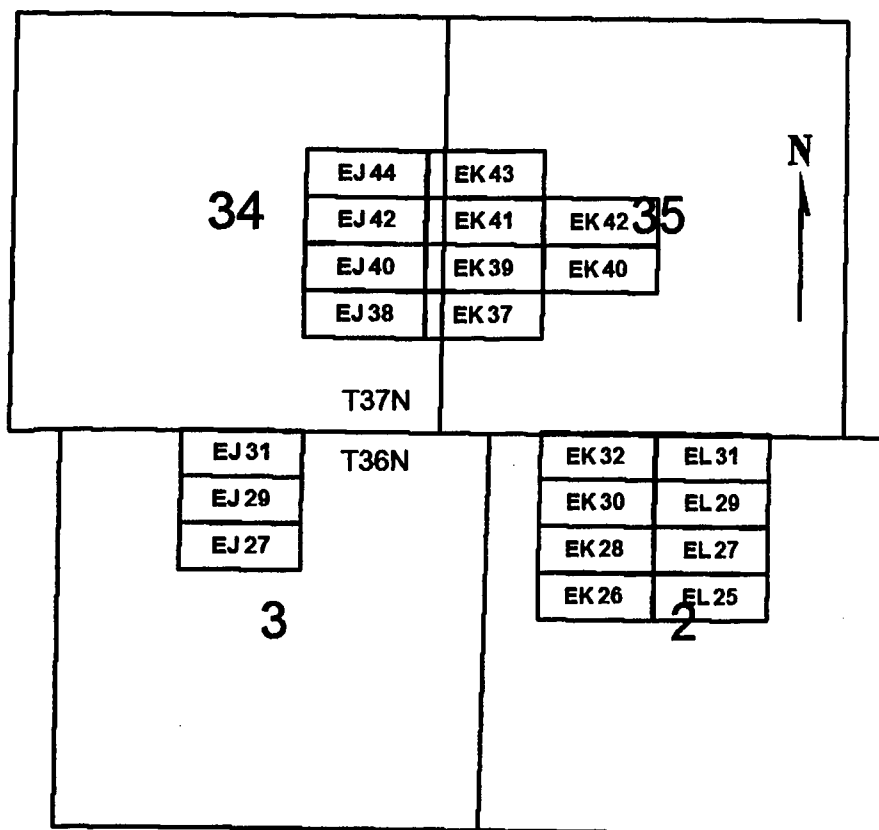 N
EJ 44 EK 43
34 EJ 42 EK 41 EK 42 35
EJ 40 EK 39 EK 40
EJ 38 EK 37
T37N
EJ 31 T36N EK 32 EL 31
EJ 29 EK 30 EL 29
EJ 27 EK 28 EL 27
EK 26 EL 25
3 2